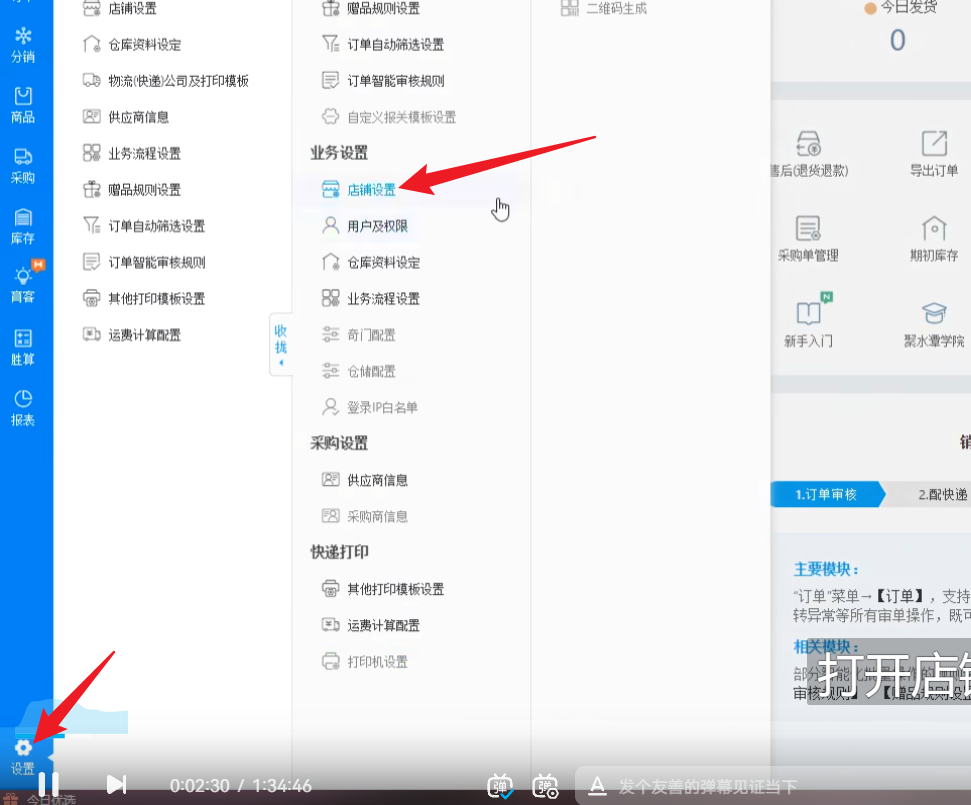 分销
商品
采购
库存
胜算
报表
设置
店铺设置
仓库资料设定
物流(快递)公司及打印模板
供应商信息
业务流程设置
赠品规则设置
订单自动筛选设置
订单智能审核规则
其他打印模板设置
运费计算配置
收拢
赠品规则设置
订单自动筛选设置
订单智能审核规则
自定义报关模板设置
业务设置
店铺设置
用户及权限
仓库资料设定
业务流程设置
奇门配置
仓储配置
登录IP白名单
采购设置
供应商信息
采购商信息
快递打印
其他打印模板设置
运费计算配置
打印机设置
二维码生成
今日发货
0
售后(退货退款)
导出订单
采购单管理
期初库存
N
新手入门
聚水潭学院
销
1.订单审核
2.配快递
主要模块：
“订单”菜单→【订单】，支持
转异常等所有审单操作，既可
相关模块：
打开店铺
0:02:30 / 1:34:46
弹
弹
A 发个友善的弹幕见证当下
今日优选